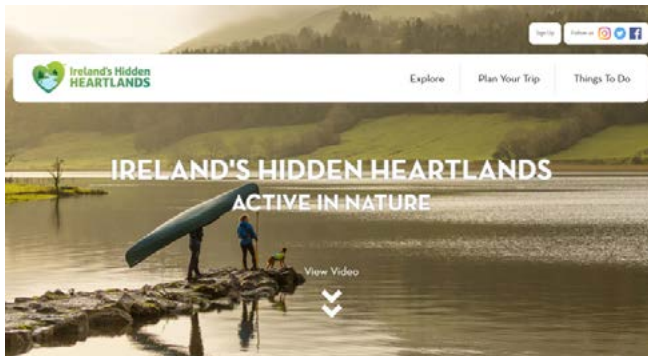 Sign Up
Follow us
Ireland's Hidden
HEARTLANDS
Explore
Plan Your Trip
Things To Do
IRELAND'S HIDDEN HEARTLANDS
ACTIVE IN NATURE
View Video